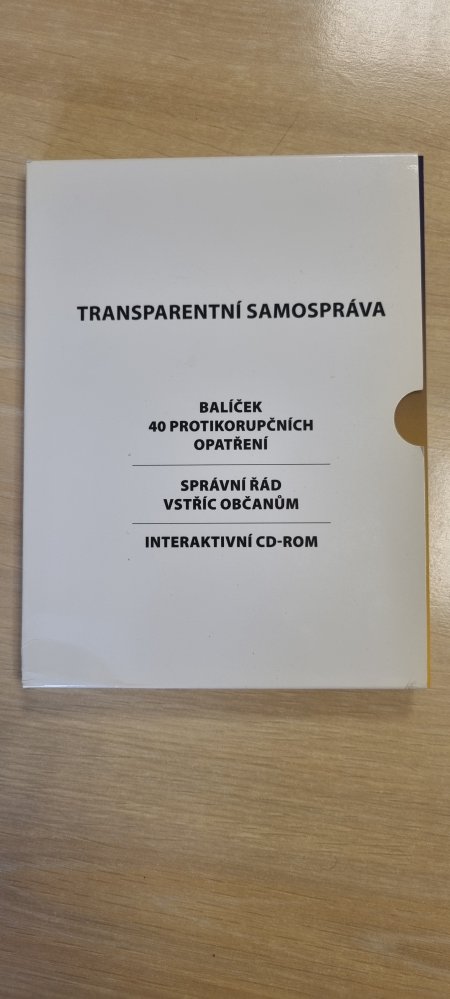 TRANSPARENTNÍ SAMOSPRÁVA
BALÍČEK
40 PROTIKORUPČNÍCH
OPATŘENÍ
SPRÁVNÍ ŘÁD
VSTŘÍC OBČANŮM
INTERAKTIVNÍ CD-ROM